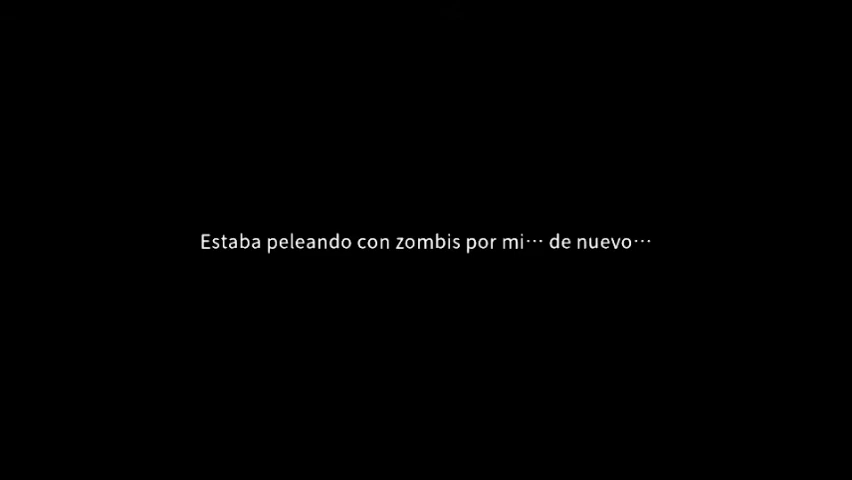 Estaba peleando con zombis por mi… de nuevo…